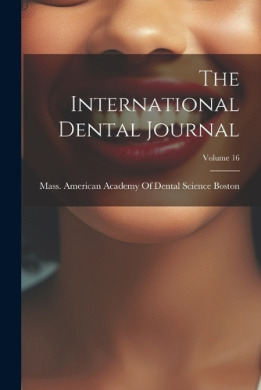 The
International
Dental Journal
Volume 16
Mass. American Academy Of Dental Science Boston